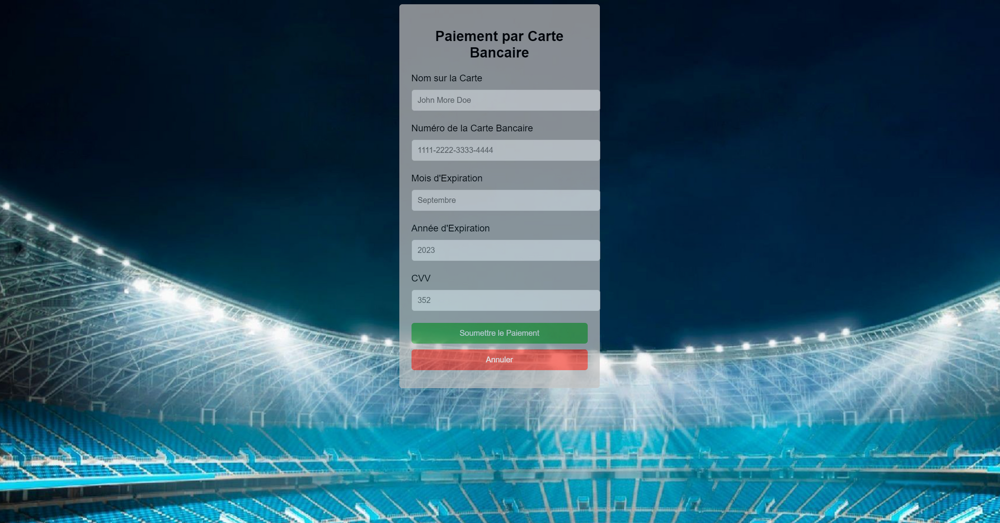 Paiement par Carte
Bancaire
Nom sur la Carte
John More Doe
Numéro de la Carte Bancaire
1111-2222-3333-4444
Mois d'Expiration
Septembre
Année d'Expiration
2023
CVV
352
Soumettre le Paiement
Annuler